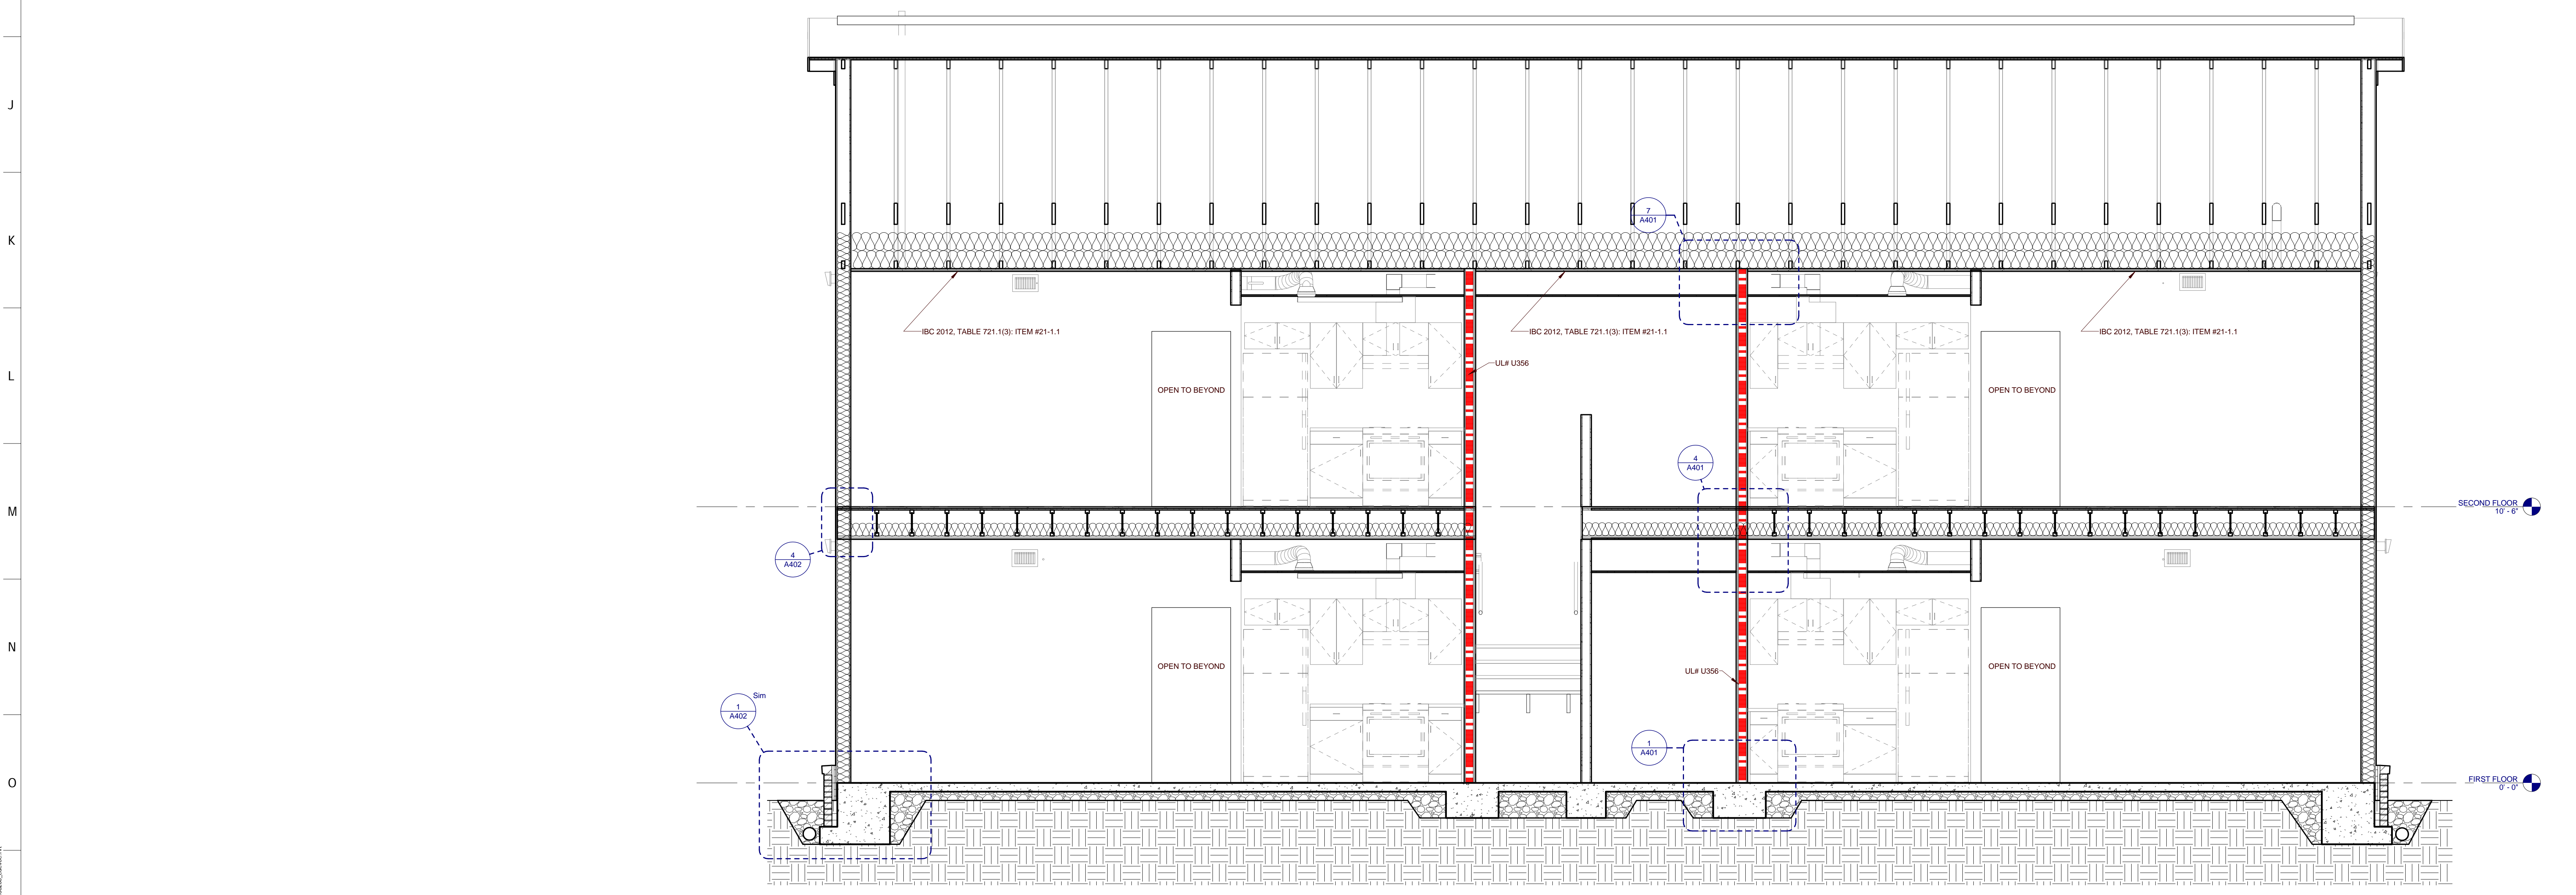 J
K
L
M
N
O
7
A401
IBC 2012, TABLE 721.1(3): ITEM #21-1.1
IBC 2012, TABLE 721.1(3): ITEM #21-1.1
IBC 2012, TABLE 721.1(3): ITEM #21-1.1
UL# U356
OPEN TO BEYOND
OPEN TO BEYOND
4
A401
SECOND FLOOR
10' - 6"
4
A402
OPEN TO BEYOND
UL# U356
OPEN TO BEYOND
Sim
1
A402
1
A401
FIRST FLOOR
0' - 0"